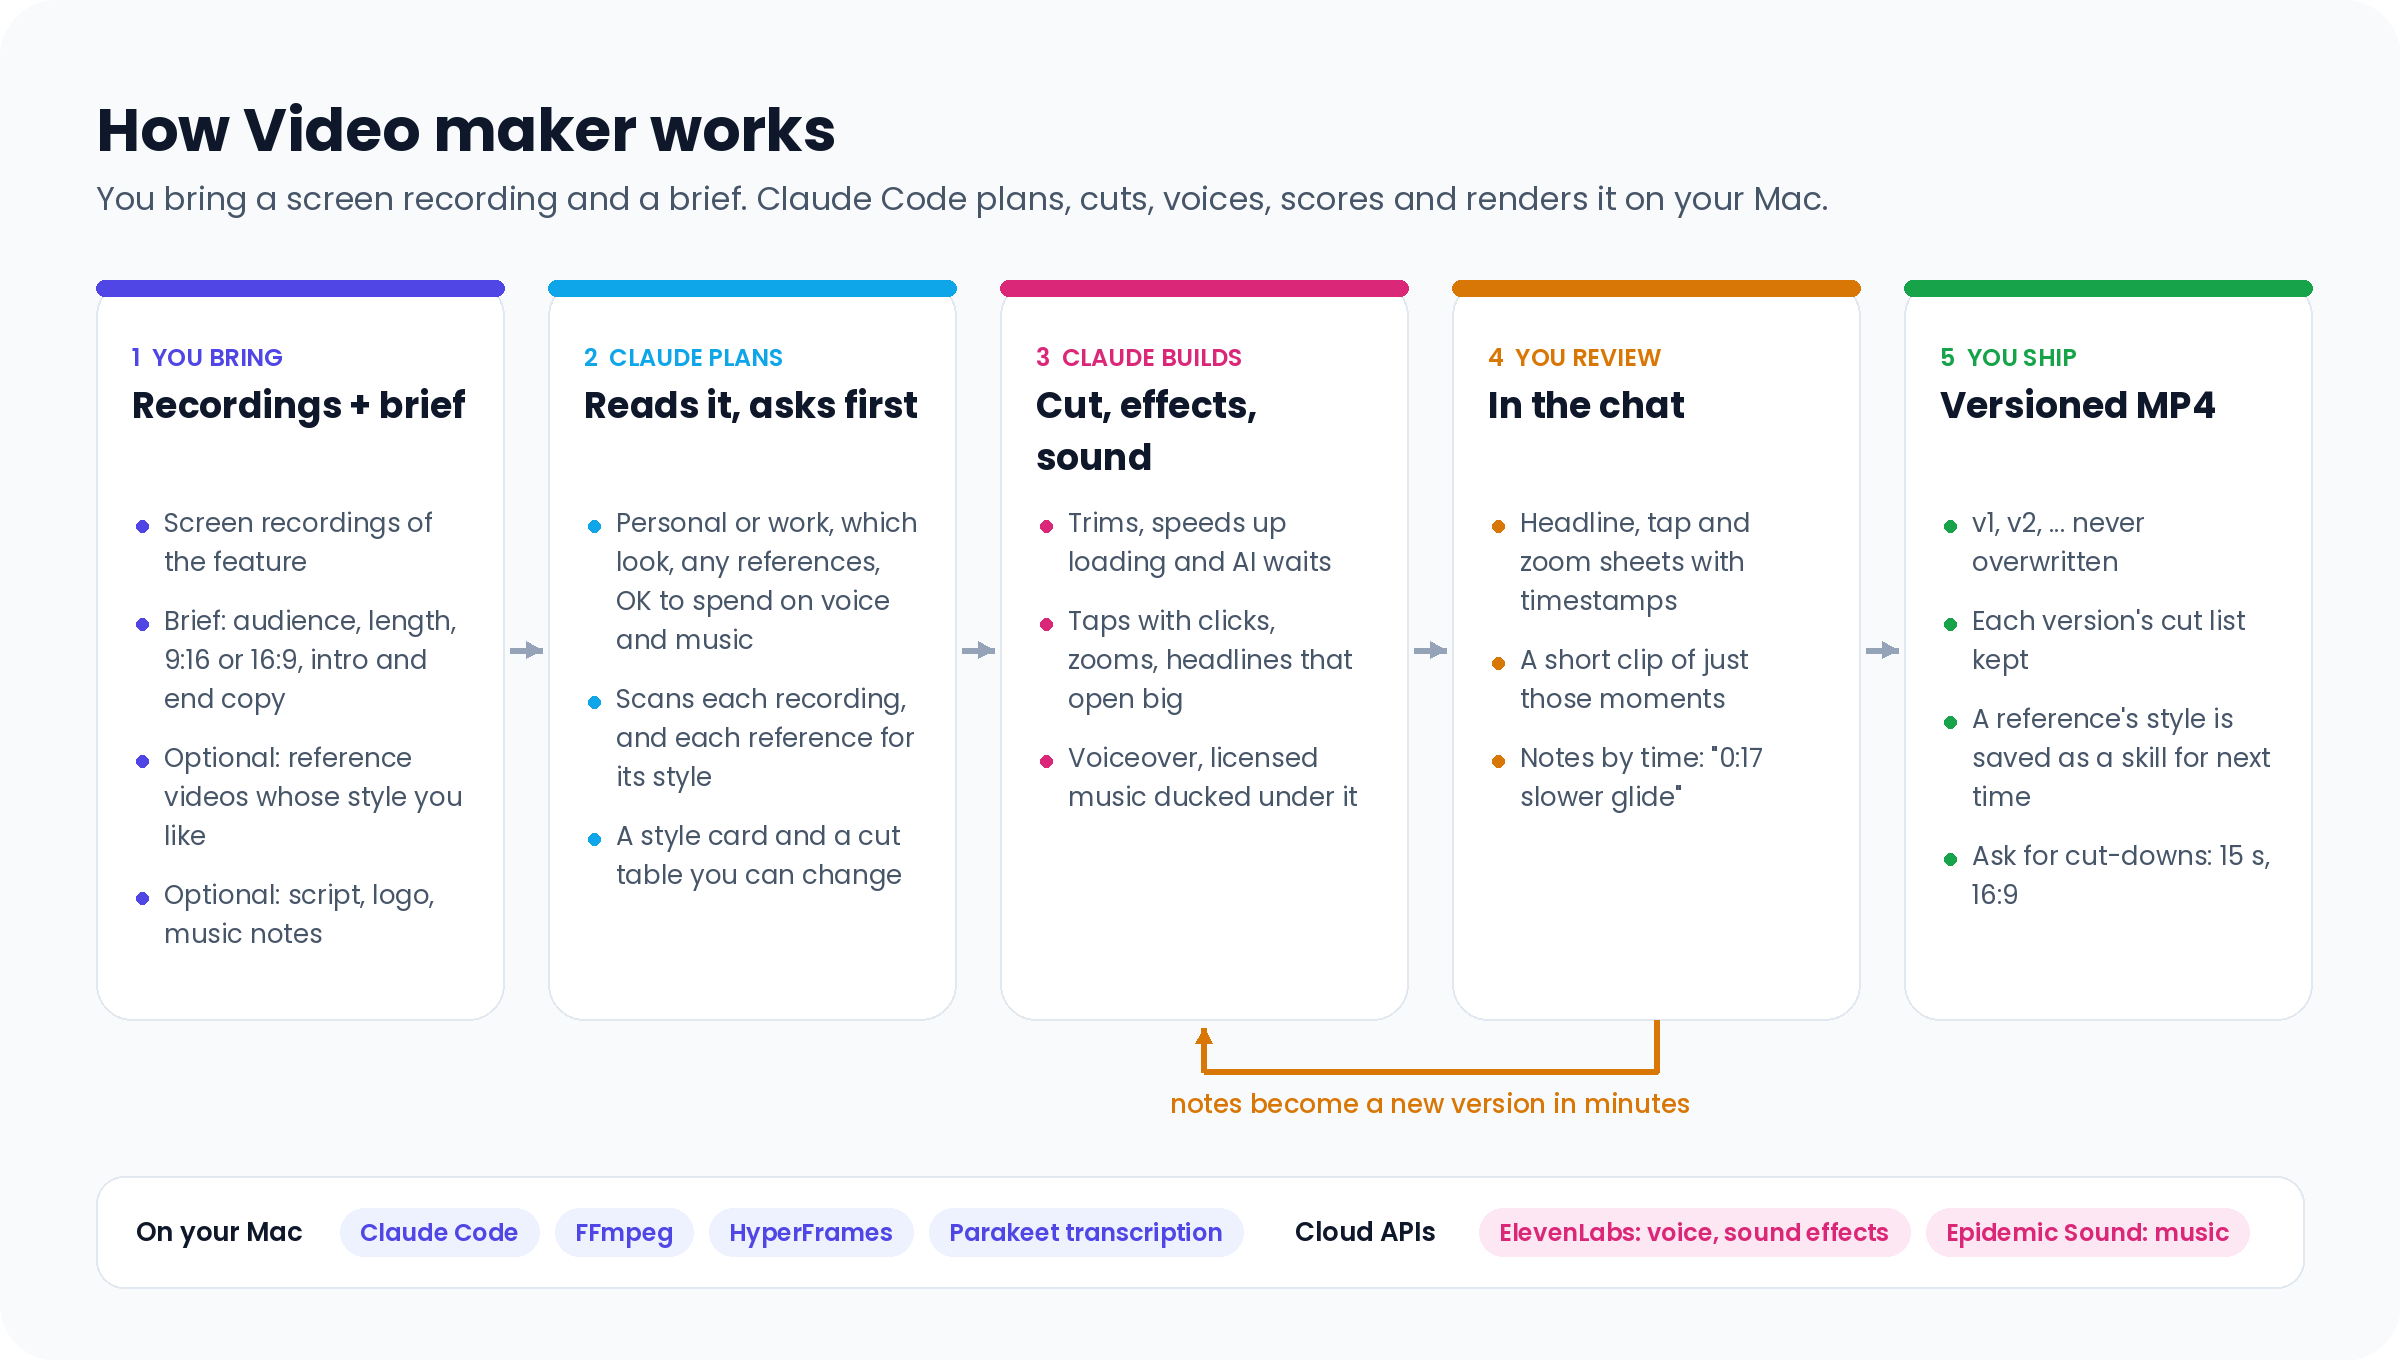 How Video maker works
You bring a screen recording and a brief. Claude Code plans, cuts, voices, scores and renders it on your Mac.
1 YOU BRING
Recordings + brief
Screen recordings of
the feature
Brief: audience, length,
9:16 or 16:9, intro and
end copy
Optional: reference
videos whose style you
like
Optional: script, logo,
music notes
2 CLAUDE PLANS
Reads it, asks first
Personal or work, which
look, any references,
OK to spend on voice
and music
Scans each recording,
and each reference for
its style
A style card and a cut
table you can change
3 CLAUDE BUILDS
Cut, effects,
sound
Trims, speeds up
loading and AI waits
Taps with clicks,
zooms, headlines that
open big
Voiceover, licensed
music ducked under it
4 YOU REVIEW
In the chat
Headline, tap and
zoom sheets with
timestamps
A short clip of just
those moments
Notes by time: "0:17
slower glide"
5 YOU SHIP
Versioned MP4
v1, v2, ... never
overwritten
Each version's cut list
kept
A reference's style is
saved as a skill for next
time
Ask for cut-downs: 15 s,
16:9
notes become a new version in minutes
On your Mac
Claude Code
FFmpeg
HyperFrames
Parakeet transcription
Cloud APIs
ElevenLabs: voice, sound effects
Epidemic Sound: music